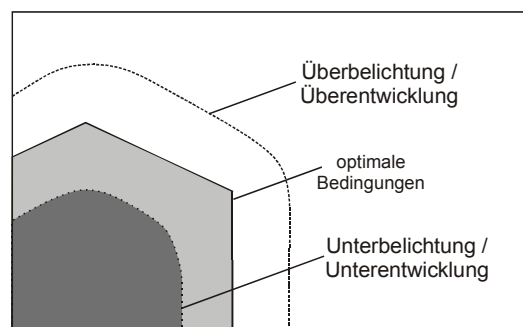 Überbelichtung /
Überentwicklung
optimale
Bedingungen
Unterbelichtung /
Unterentwicklung